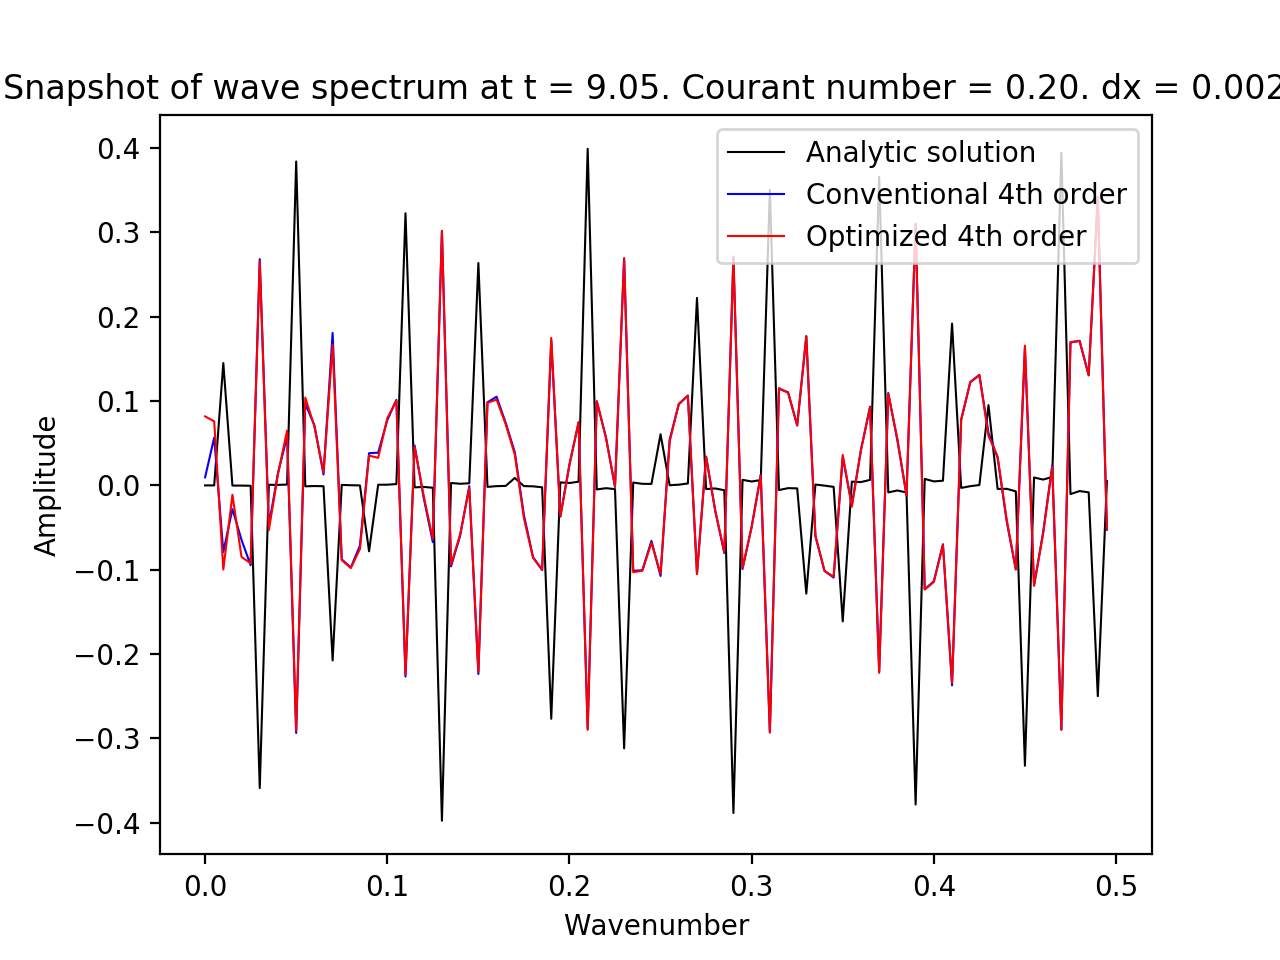 Snapshot of wave spectrum at t = 9.05. Courant number = 0.20. dx = 0.002
Analytic solution
Conventional 4th order
Optimized 4th order
Amplitude
0.4
0.3
0.2
0.1
0.0
−0.1
−0.2
−0.3
−0.4
0.0 0.1 0.2 0.3 0.4 0.5
Wavenumber